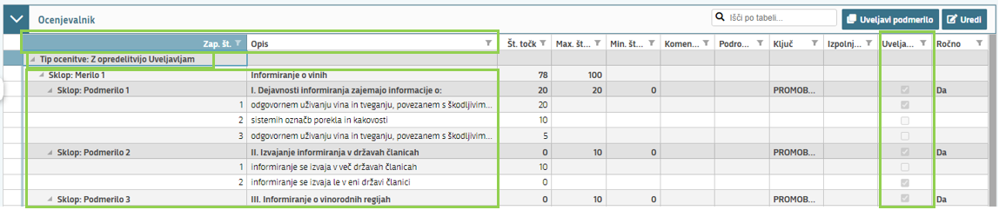 Ocenjevalnik Išči po tabeli... Uveljavi podmerilo Uredi
Zap. št. Opis Št. točk Max. št... Min. št... Komen... Podro... Ključ Izpolnj... Uvelja... Ročno
Tip ocenitve: Z opredelitvijo Uveljavljam
Sklop: Merilo 1 Informiranje o vinih 78 100
Sklop: Podmerilo 1 I. Dejavnosti informiranja zajemajo informacije o: 20 20 0 PROMOB... Da
1 odgovornem uživanju vina in tveganju, povezanem s škodljivim... 20
2 sistemih označb porekla in kakovosti 10
3 odgovornem uživanju vina in tveganju, povezanem s škodljivim... 5
Sklop: Podmerilo 2 II. Izvajanje informiranja v državah članicah 0 10 0 PROMOB... Da
1 informiranje se izvaja v več državah članicah 10
2 informiranje se izvaja le v eni državi članici 0
Sklop: Podmerilo 3 III. Informiranje o vinorodnih regijah 0 10 0 PROMOB... Da